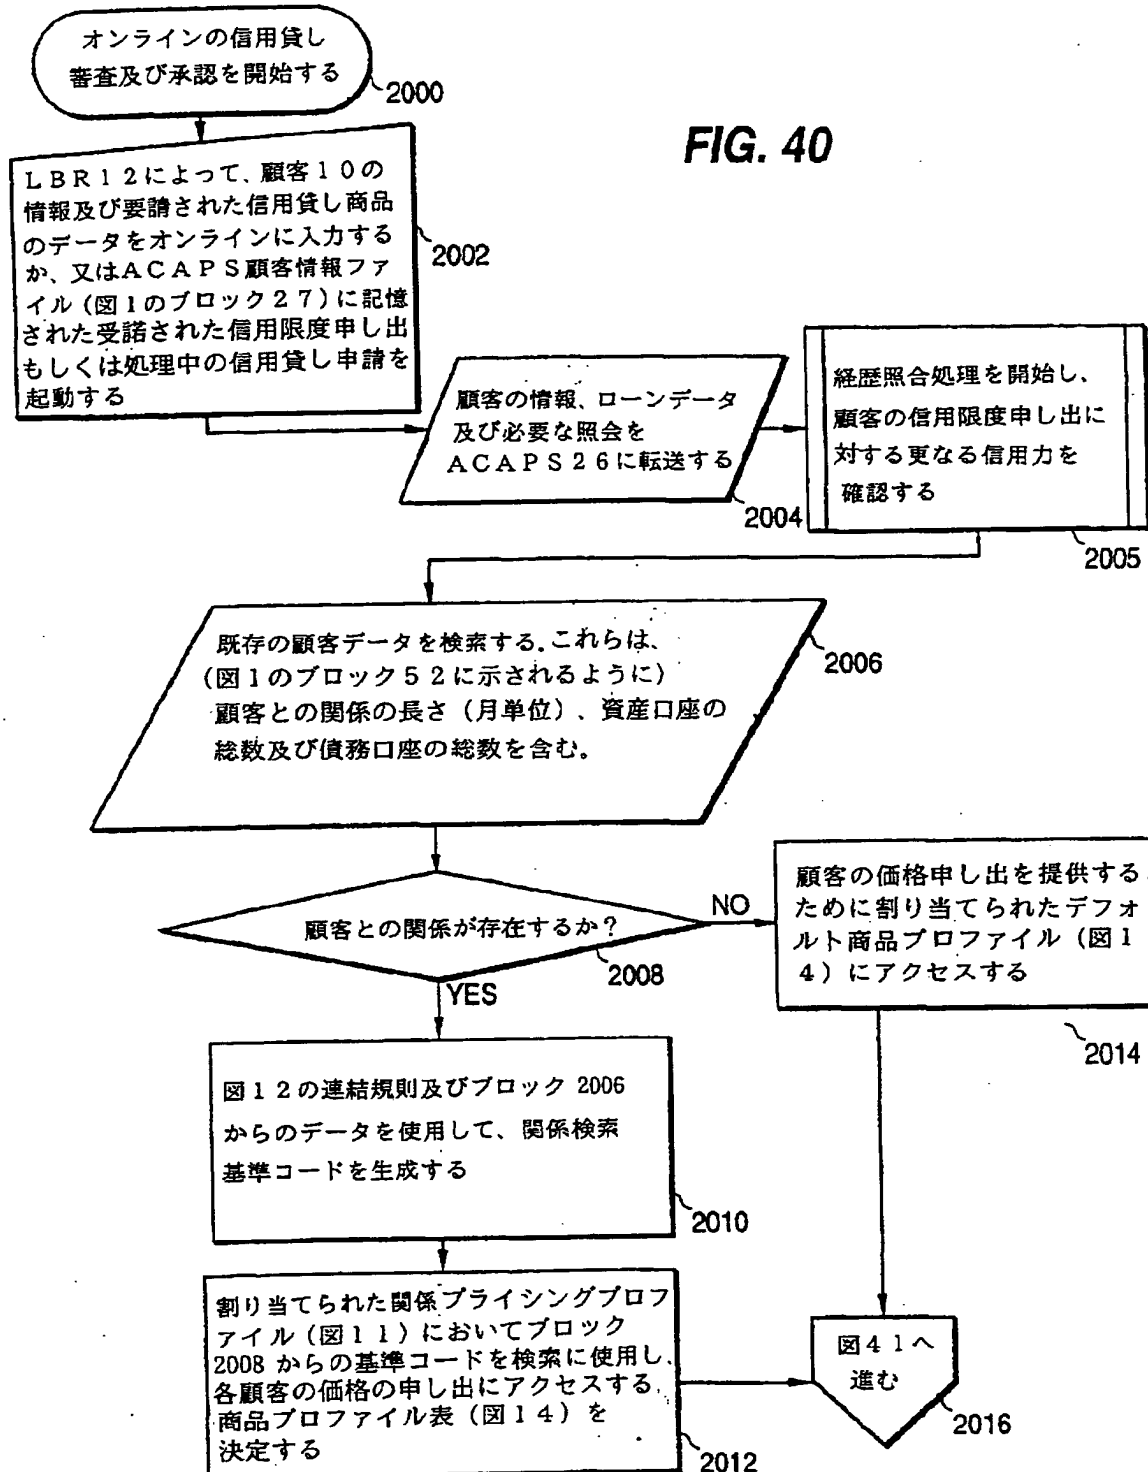 オンラインの信用貸し
審査及び承認を開始する
2000
FIG. 40
LBR12によって、顧客10の
情報及び要請された信用貸し商品
のデータをオンラインに入力する
か、又はACAPS顧客情報ファ
イル(図1のブロック27)に記憶
された受諾された信用限度申し出
もしくは処理中の信用貸し申請を
起動する
2002
顧客の情報、ローンデータ
及び必要な照会を
ACAPS26に転送する
2004
経歴照合処理を開始し、
顧客の信用限度申し出に
対する更なる信用力を
確認する
2005
既存の顧客データを検索する。これらは、
(図1のブロック52に示されるように)
顧客との関係の長さ(月単位)、資産口座の
総数及び債務口座の総数を含む。
2006
顧客との関係が存在するか?
2008
NO
YES
顧客の価格申し出を提供する
ために割り当てられたデフォ
ルト商品プロファイル(図1
4)にアクセスする
2014
図12の連結規則及びブロック 2006
からのデータを使用して、関係検索
基準コードを生成する
2010
割り当てられた関係プライシングプロフ
ァイル(図11)においてブロック
2008 からの基準コードを検索に使用し、
各顧客の価格の申し出にアクセスする
商品プロファイル表(図14)を
決定する
2012
図41へ
進む
2016